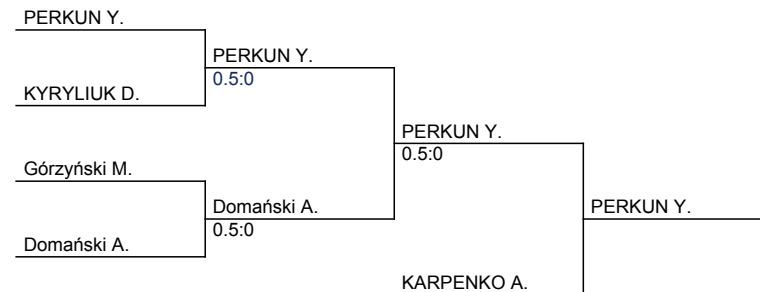 PERKUN Y.
PERKUN Y.
0.5:0
KYRYLIUK D.
PERKUN Y.
0.5:0
Górzyński M.
Domański A.
0.5:0
PERKUN Y.
Domański A.
KARPENKO A.